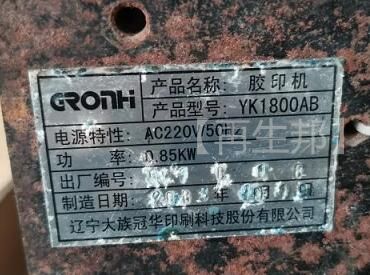 GRONHI
产品名称: 胶印机
产品型号: YK1800AB
电源特性: AC220V/50Hz
功 率: 0.85KW
出厂编号:
制造日期:
辽宁大族冠华印刷科技股份有限公司
【再生邦】